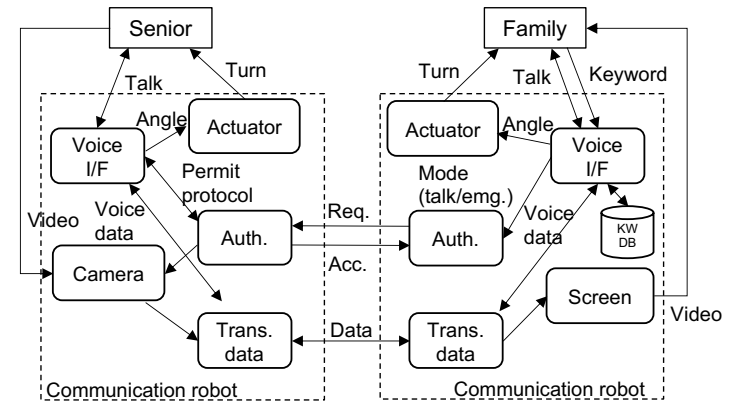 Senior
Family
Turn
Turn
Talk
Talk
Keyword
Angle
Actuator
Actuator
Angle
Voice
I/F
Voice
I/F
Permit
protocol
Mode
(talk/emg.)
Video
Voice
data
Auth.
Req.
Acc.
Auth.
Voice
data
KW
DB
Camera
Screen
Video
Trans.
data
Data
Trans.
data
Communication robot
Communication robot